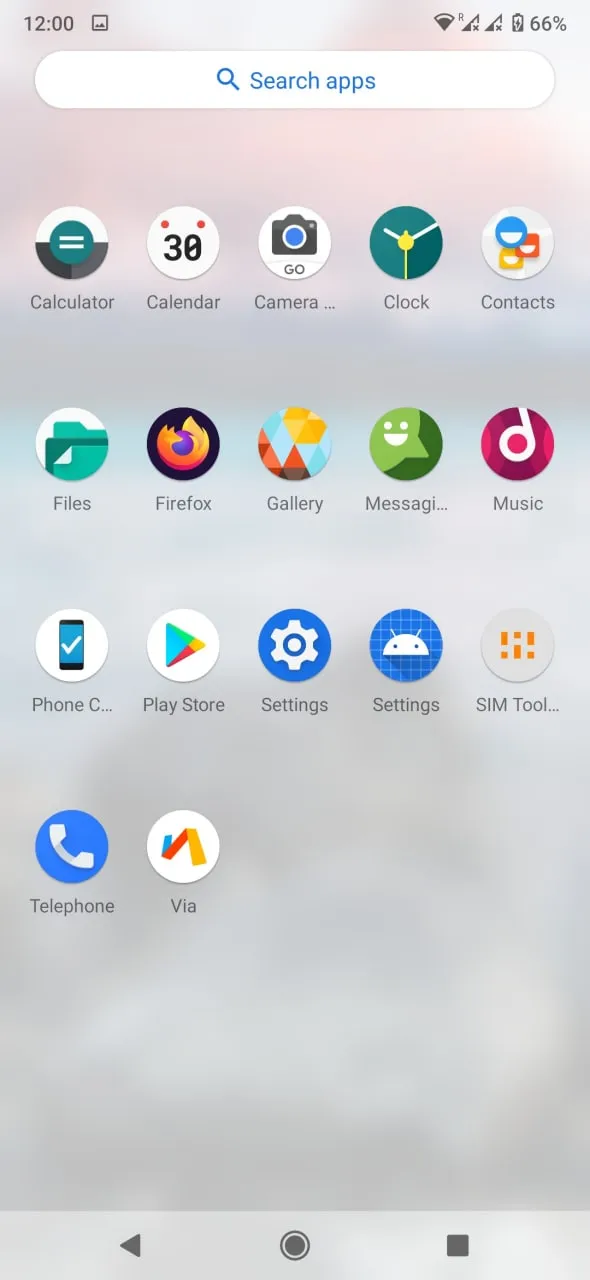 12:00
R
66%
Search apps
30
GO
Calculator
Calendar
Camera ...
Clock
Contacts
Files
Firefox
Gallery
Messagi...
Music
Phone C...
Play Store
Settings
Settings
SIM Tool...
Telephone
Via